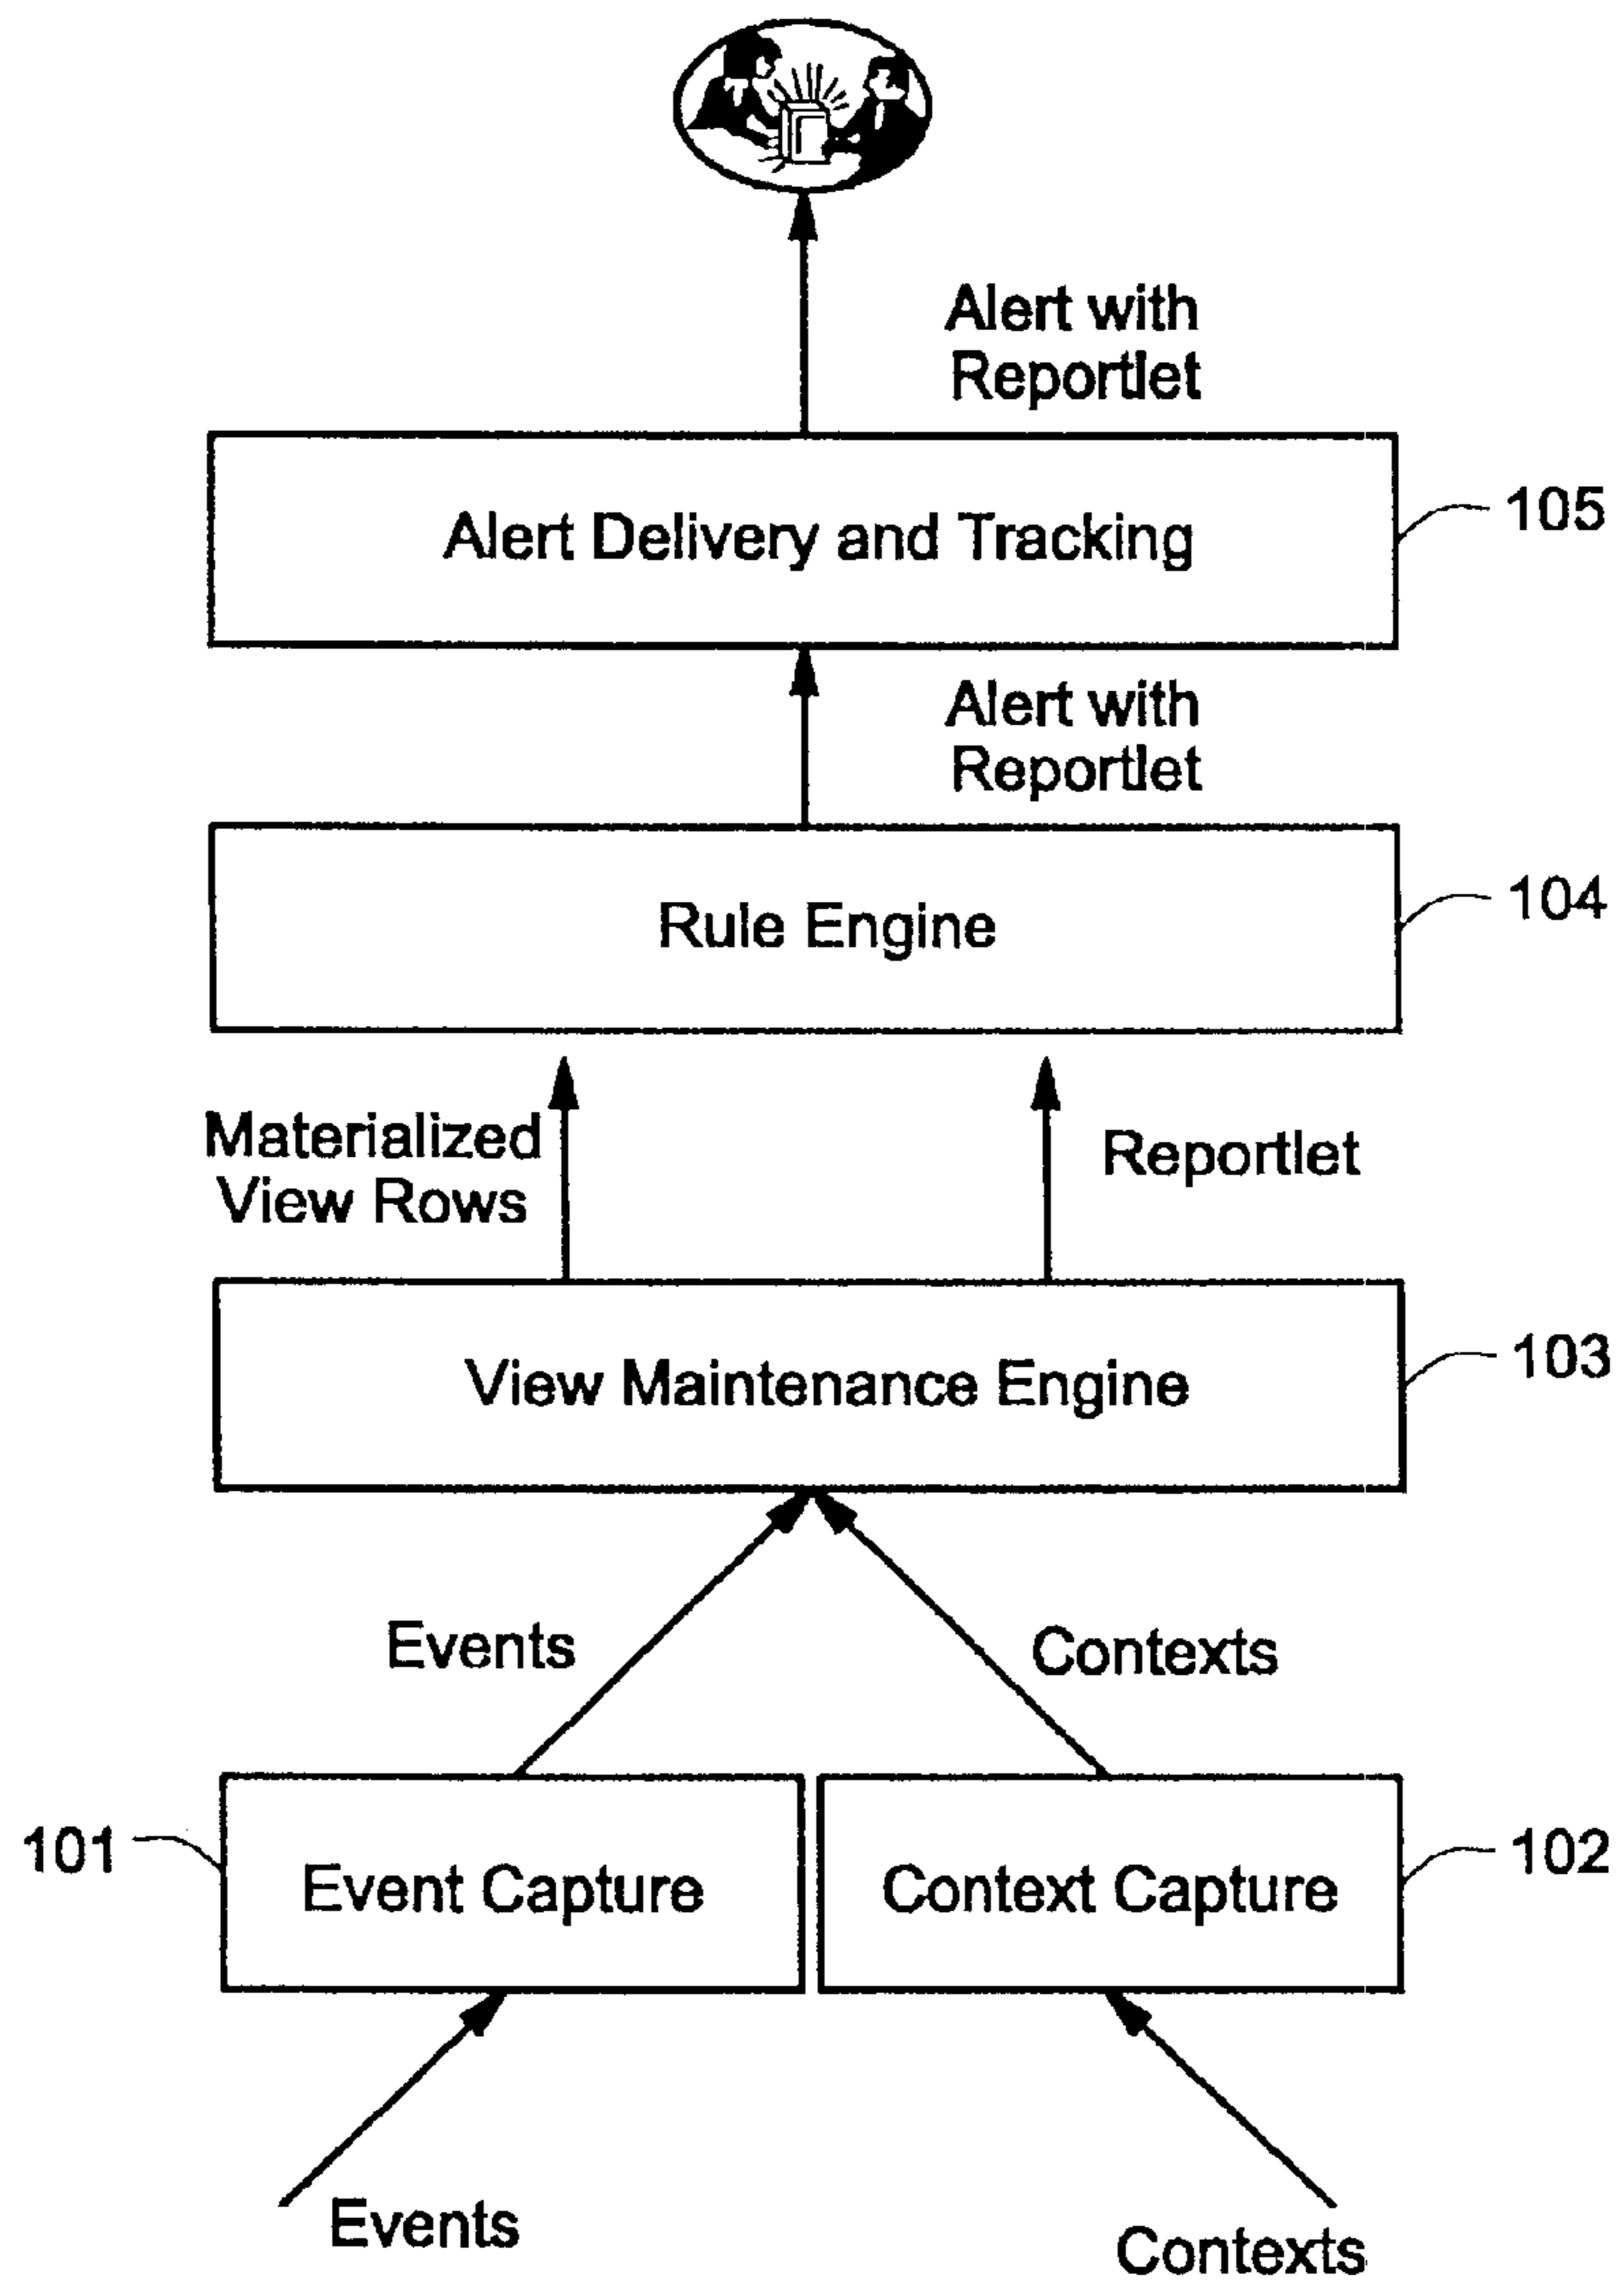 Alert with
Reportlet
Alert Delivery and Tracking
105
Alert with
Reportlet
Rule Engine
104
Materialized
View Rows
Reportlet
View Maintenance Engine
103
Events
Contexts
101
Event Capture
Context Capture
102
Events
Contexts